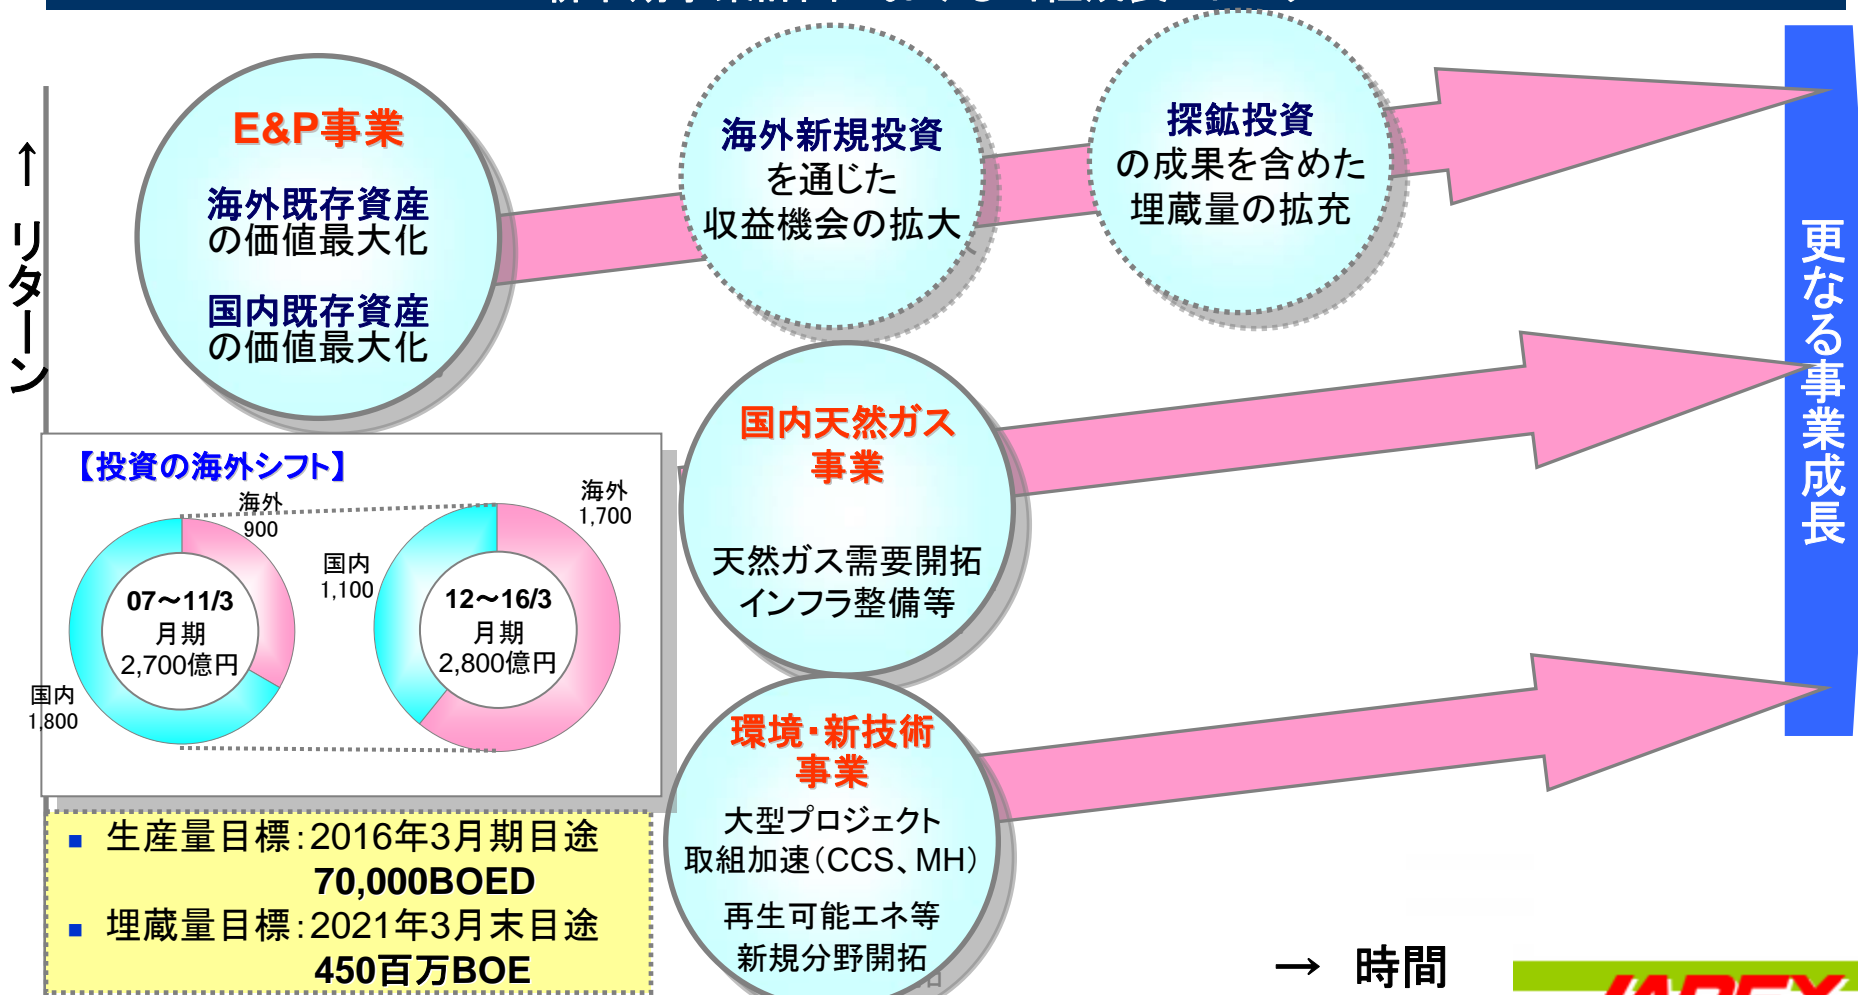 E&P事業
海外既存資産
の価値最大化
国内既存資産
の価値最大化
海外新規投資
を通じた
収益機会の拡大
探鉱投資
の成果を含めた
埋蔵量の拡充
↑ リターン
更なる事業成長
国内天然ガス
事業
天然ガス需要開拓
インフラ整備等
【投資の海外シフト】
海外
900
国内
1,800
07～11/3
月期
2,700億円
海外
1,700
国内
1,100
12～16/3
月期
2,800億円
環境・新技術
事業
大型プロジェクト
取組加速（CCS、MH）
再生可能エネ等
新規分野開拓
▪ 生産量目標：2016年3月期目途
70,000BOED
▪ 埋蔵量目標：2021年3月末目途
450百万BOE
→ 時間
JAPEX